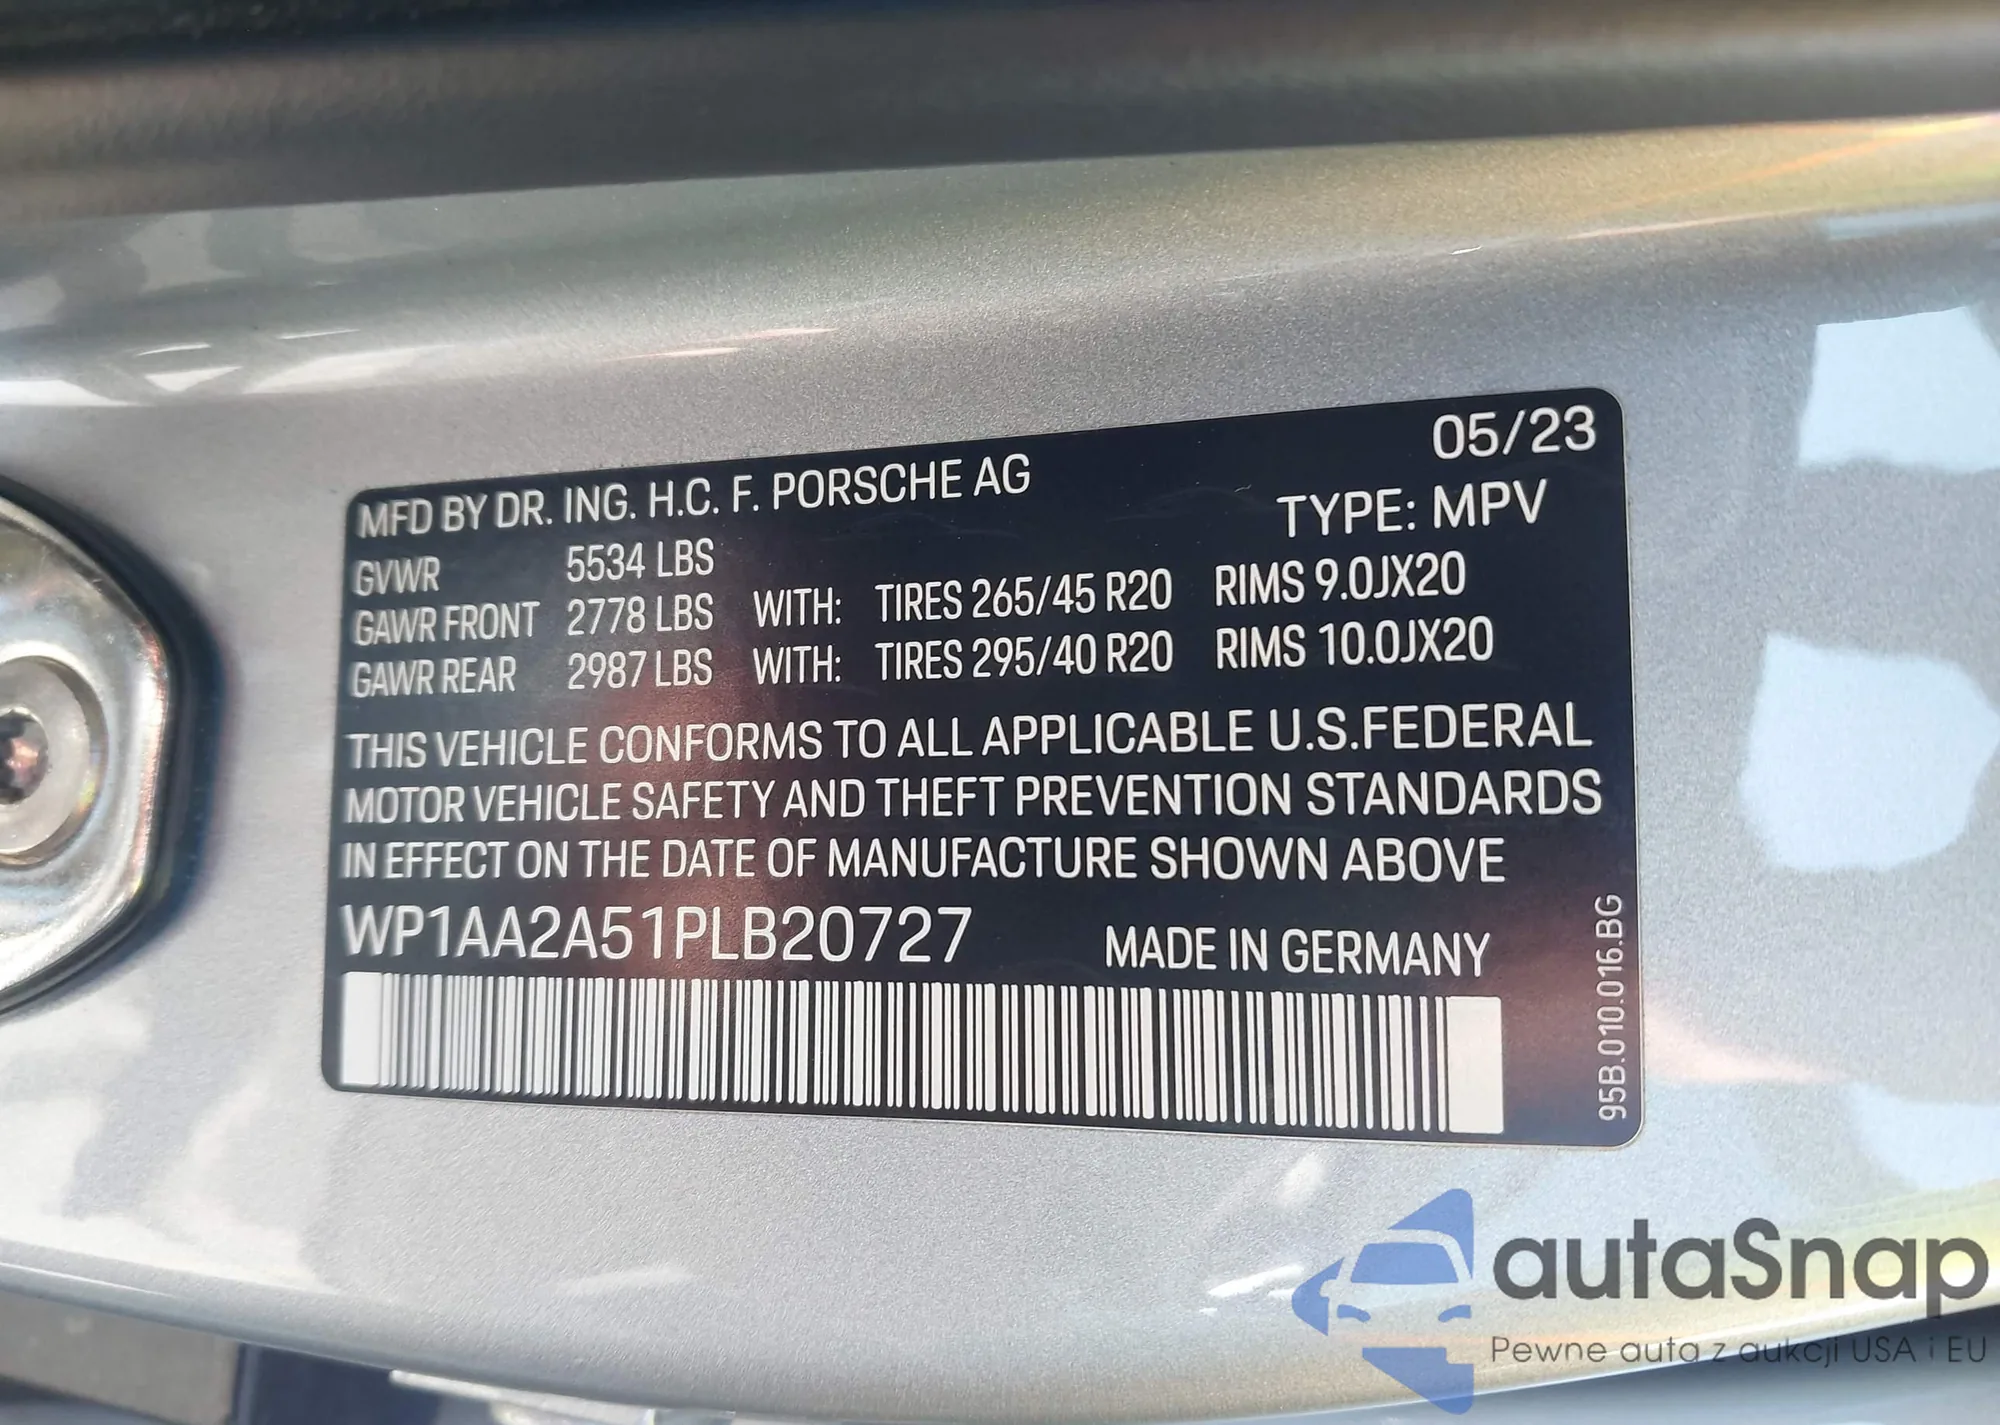 05/23
MFD BY DR. ING. H.C. F. PORSCHE AG
TYPE: MPV
GVWR 5534 LBS
GAWR FRONT 2778 LBS WITH: TIRES 265/45 R20 RIMS 9.0JX20
GAWR REAR 2987 LBS WITH: TIRES 295/40 R20 RIMS 10.0JX20
THIS VEHICLE CONFORMS TO ALL APPLICABLE U.S.FEDERAL
MOTOR VEHICLE SAFETY AND THEFT PREVENTION STANDARDS
IN EFFECT ON THE DATE OF MANUFACTURE SHOWN ABOVE
WP1AA2A51PLB20727 MADE IN GERMANY
95B.010.016.BG
autaSnap
Pewne auta z aukcji USA i EU